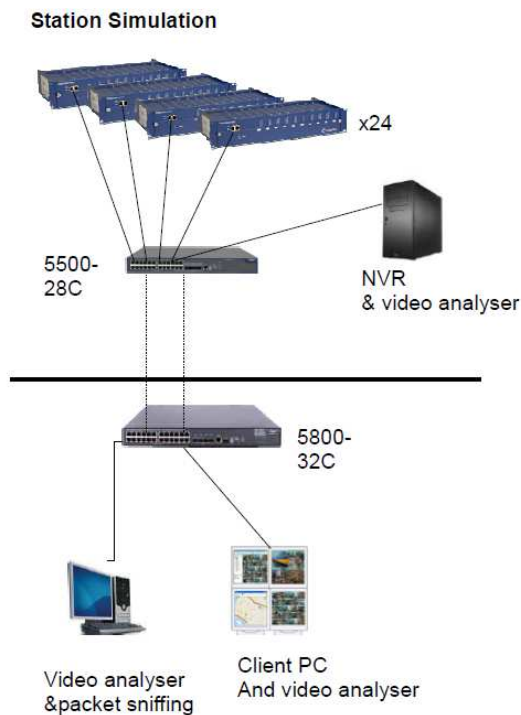 Station Simulation
x24
5500-
28C
NVR
& video analyser
5800-
32C
Video analyser
&packet sniffing
Client PC
And video analyser